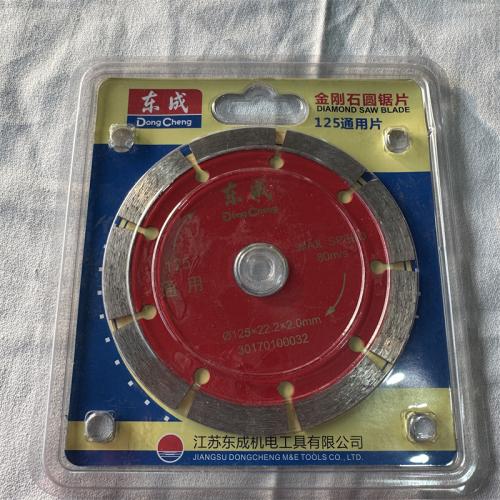 东成
DongCheng
金刚石圆锯片
DIAMOND SAW BLADE
125通用片
东成
DongCheng
125
通用
MAX. SPEED
80m/s
Ø125×22.2×2.0mm
30170100032
江苏东成机电工具有限公司
JIANGSU DONGCHENG M&E TOOLS CO., LTD.